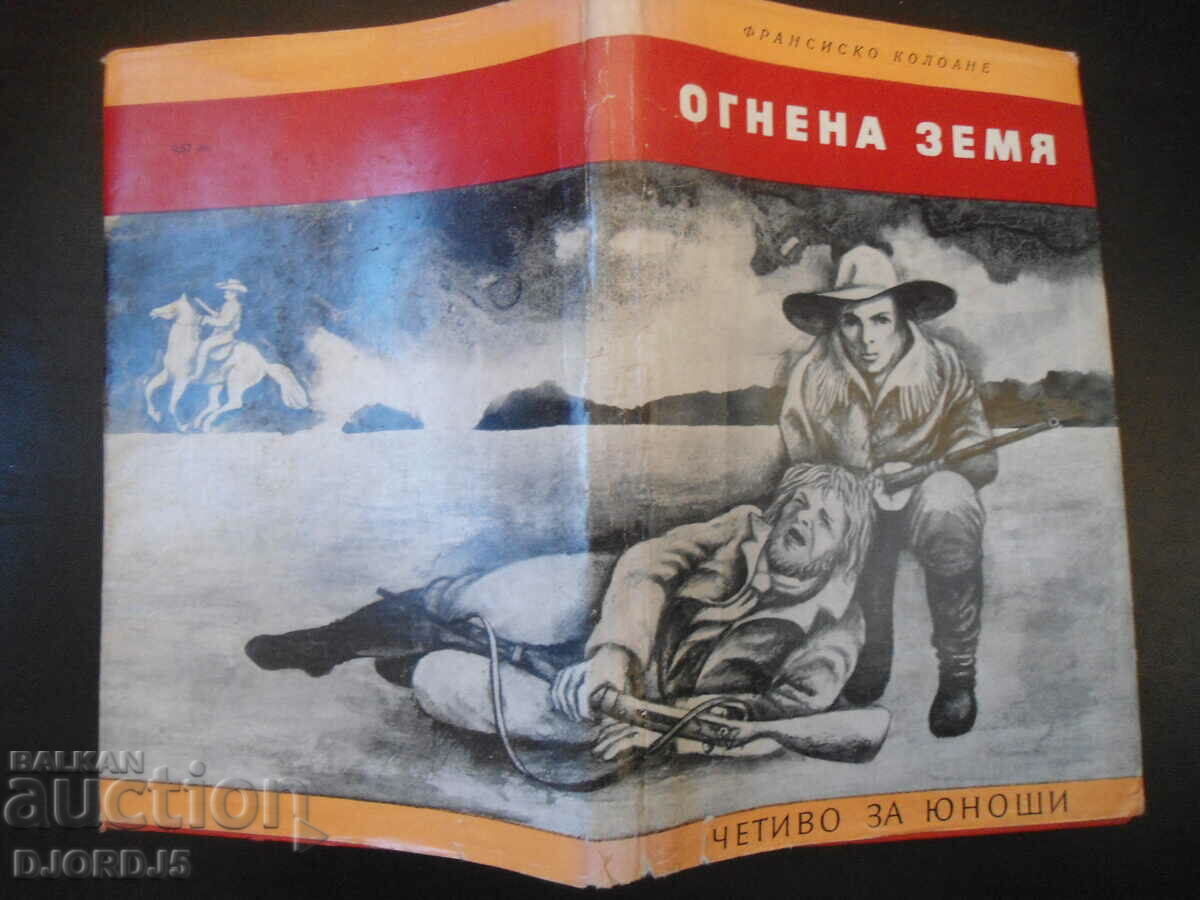 ФРАНСИСКО КОЛОАНЕ
ОГНЕНА ЗЕМЯ
ЧЕТИВО ЗА ЮНОШИ
BALKAN
auction
DJORDJ5